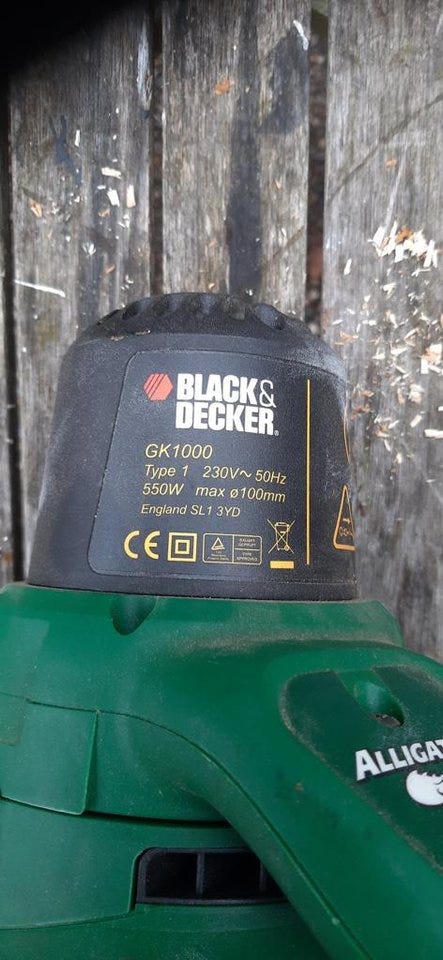 BLACK&
DECKER®
GK1000
Type 1 230V~ 50Hz
550W max ø100mm
England SL1 3YD
CE
ALLIGAT